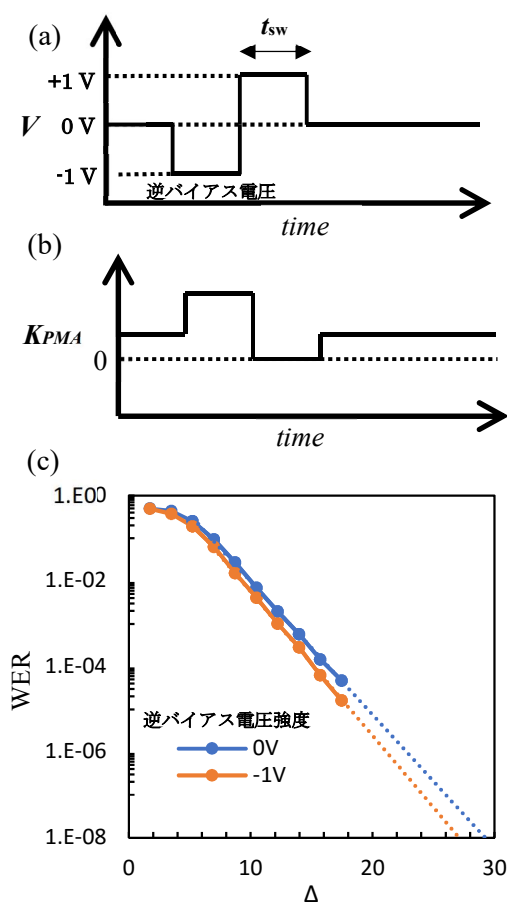 (a)
tsw
+1 V
V
0 V
-1 V
逆バイアス電圧
time
(b)
KPMA
0
time
(c)
1.E+00
1.E-02
1.E-04
1.E-06
1.E-08
WER
逆バイアス電圧強度
0V
-1V
0
10
20
30
Δ